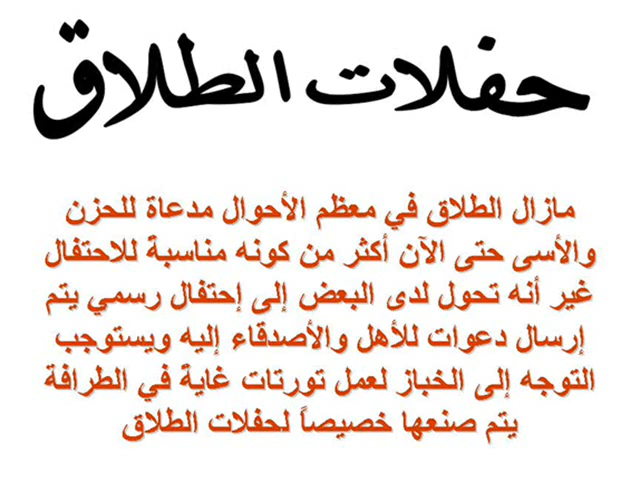 حفلات الطلاق
مازال الطلاق في معظم الأحوال مدعاة للحزن
والأسى حتى الآن أكثر من كونه مناسبةً للاحتفال
غير أنه تحول لدى البعض إلى إحتفال رسمي يتم
إرسال دعوات للأهل والأصدقاء إليه ويستوجب
التوجه إلى الخباز لعمل تورتات غايةً في الطرافة
يتم صنعها خصيصاً لحفلات الطلاق